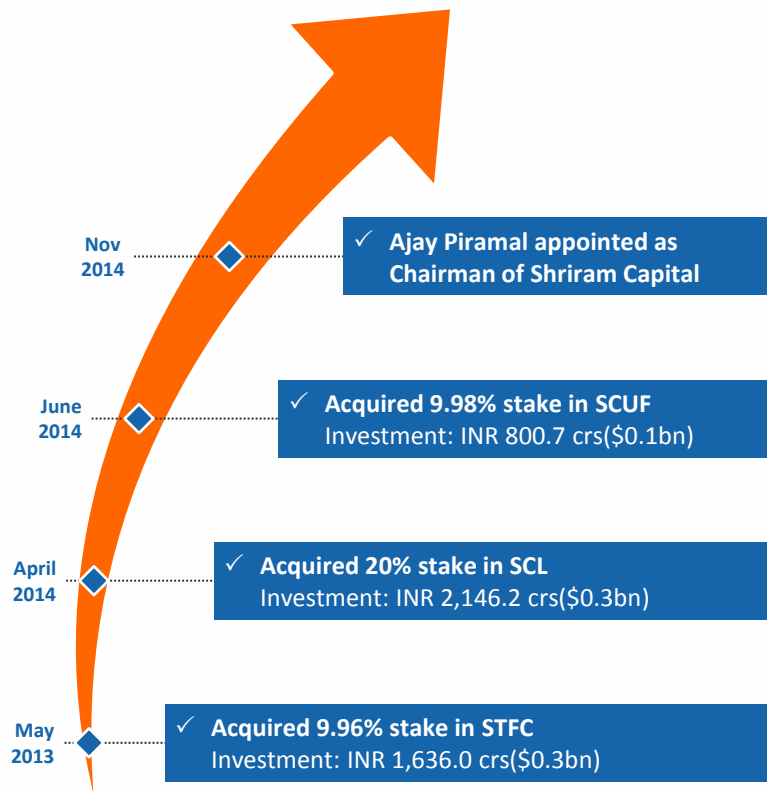 Nov
2014
✓ Ajay Piramal appointed as
Chairman of Shriram Capital
June
2014
✓ Acquired 9.98% stake in SCUF
Investment: INR 800.7 crs($0.1bn)
April
2014
✓ Acquired 20% stake in SCL
Investment: INR 2,146.2 crs($0.3bn)
May
2013
✓ Acquired 9.96% stake in STFC
Investment: INR 1,636.0 crs($0.3bn)